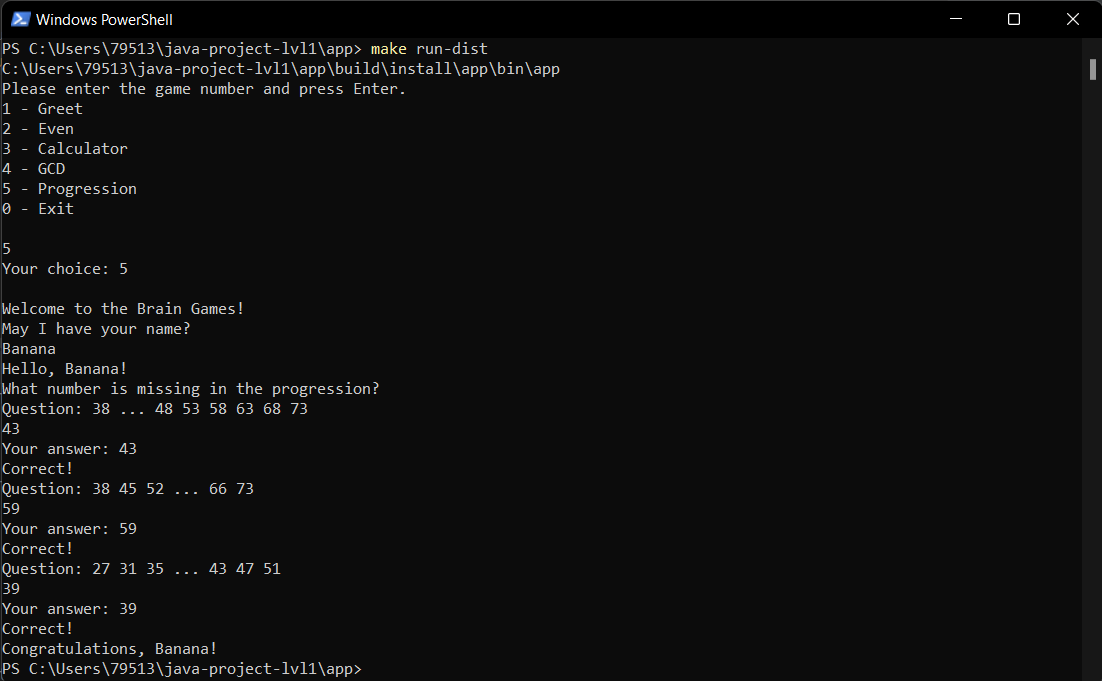 Windows PowerShell
PS C:\Users\79513\java-project-lvl1\app> make run-dist
C:\Users\79513\java-project-lvl1\app\build\install\app\bin\app
Please enter the game number and press Enter.
1 - Greet
2 - Even
3 - Calculator
4 - GCD
5 - Progression
0 - Exit
5
Your choice: 5
Welcome to the Brain Games!
May I have your name?
Banana
Hello, Banana!
What number is missing in the progression?
Question: 38 ... 48 53 58 63 68 73
43
Your answer: 43
Correct!
Question: 38 45 52 ... 66 73
59
Your answer: 59
Correct!
Question: 27 31 35 ... 43 47 51
39
Your answer: 39
Correct!
Congratulations, Banana!
PS C:\Users\79513\java-project-lvl1\app>